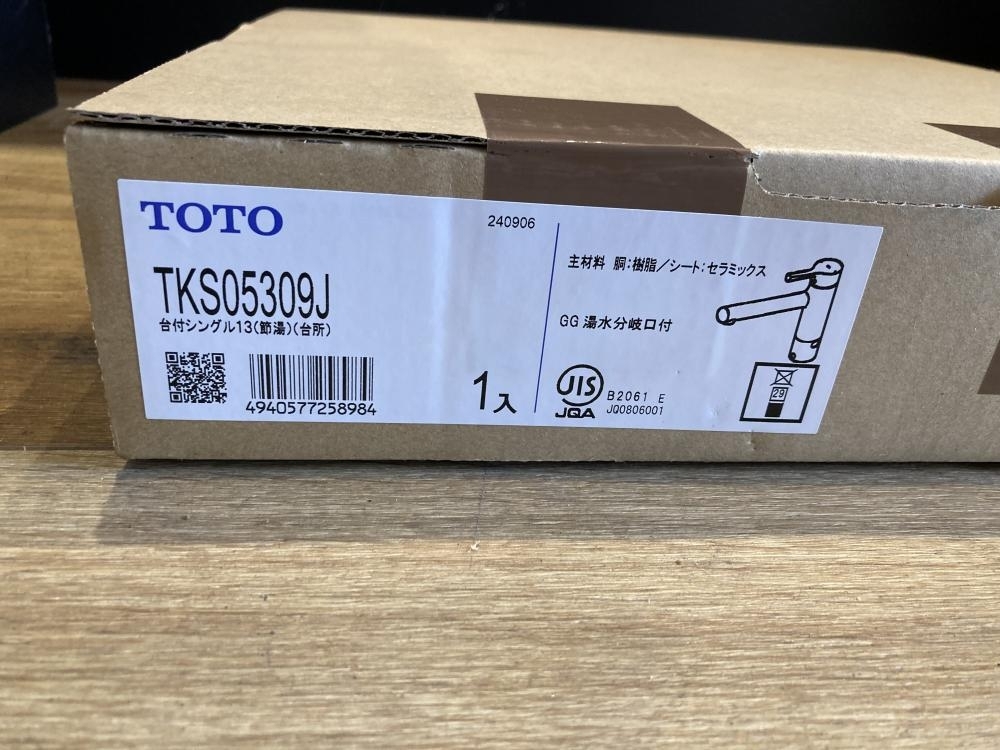 TOTO
240906
TKS05309J
台付シングル13(節湯)(台所)
4940577258984
1入
主材料 胴:樹脂/シート:セラミックス
GG 湯水分岐口付
JIS
JQA
B2061 E
JQ0806001
29